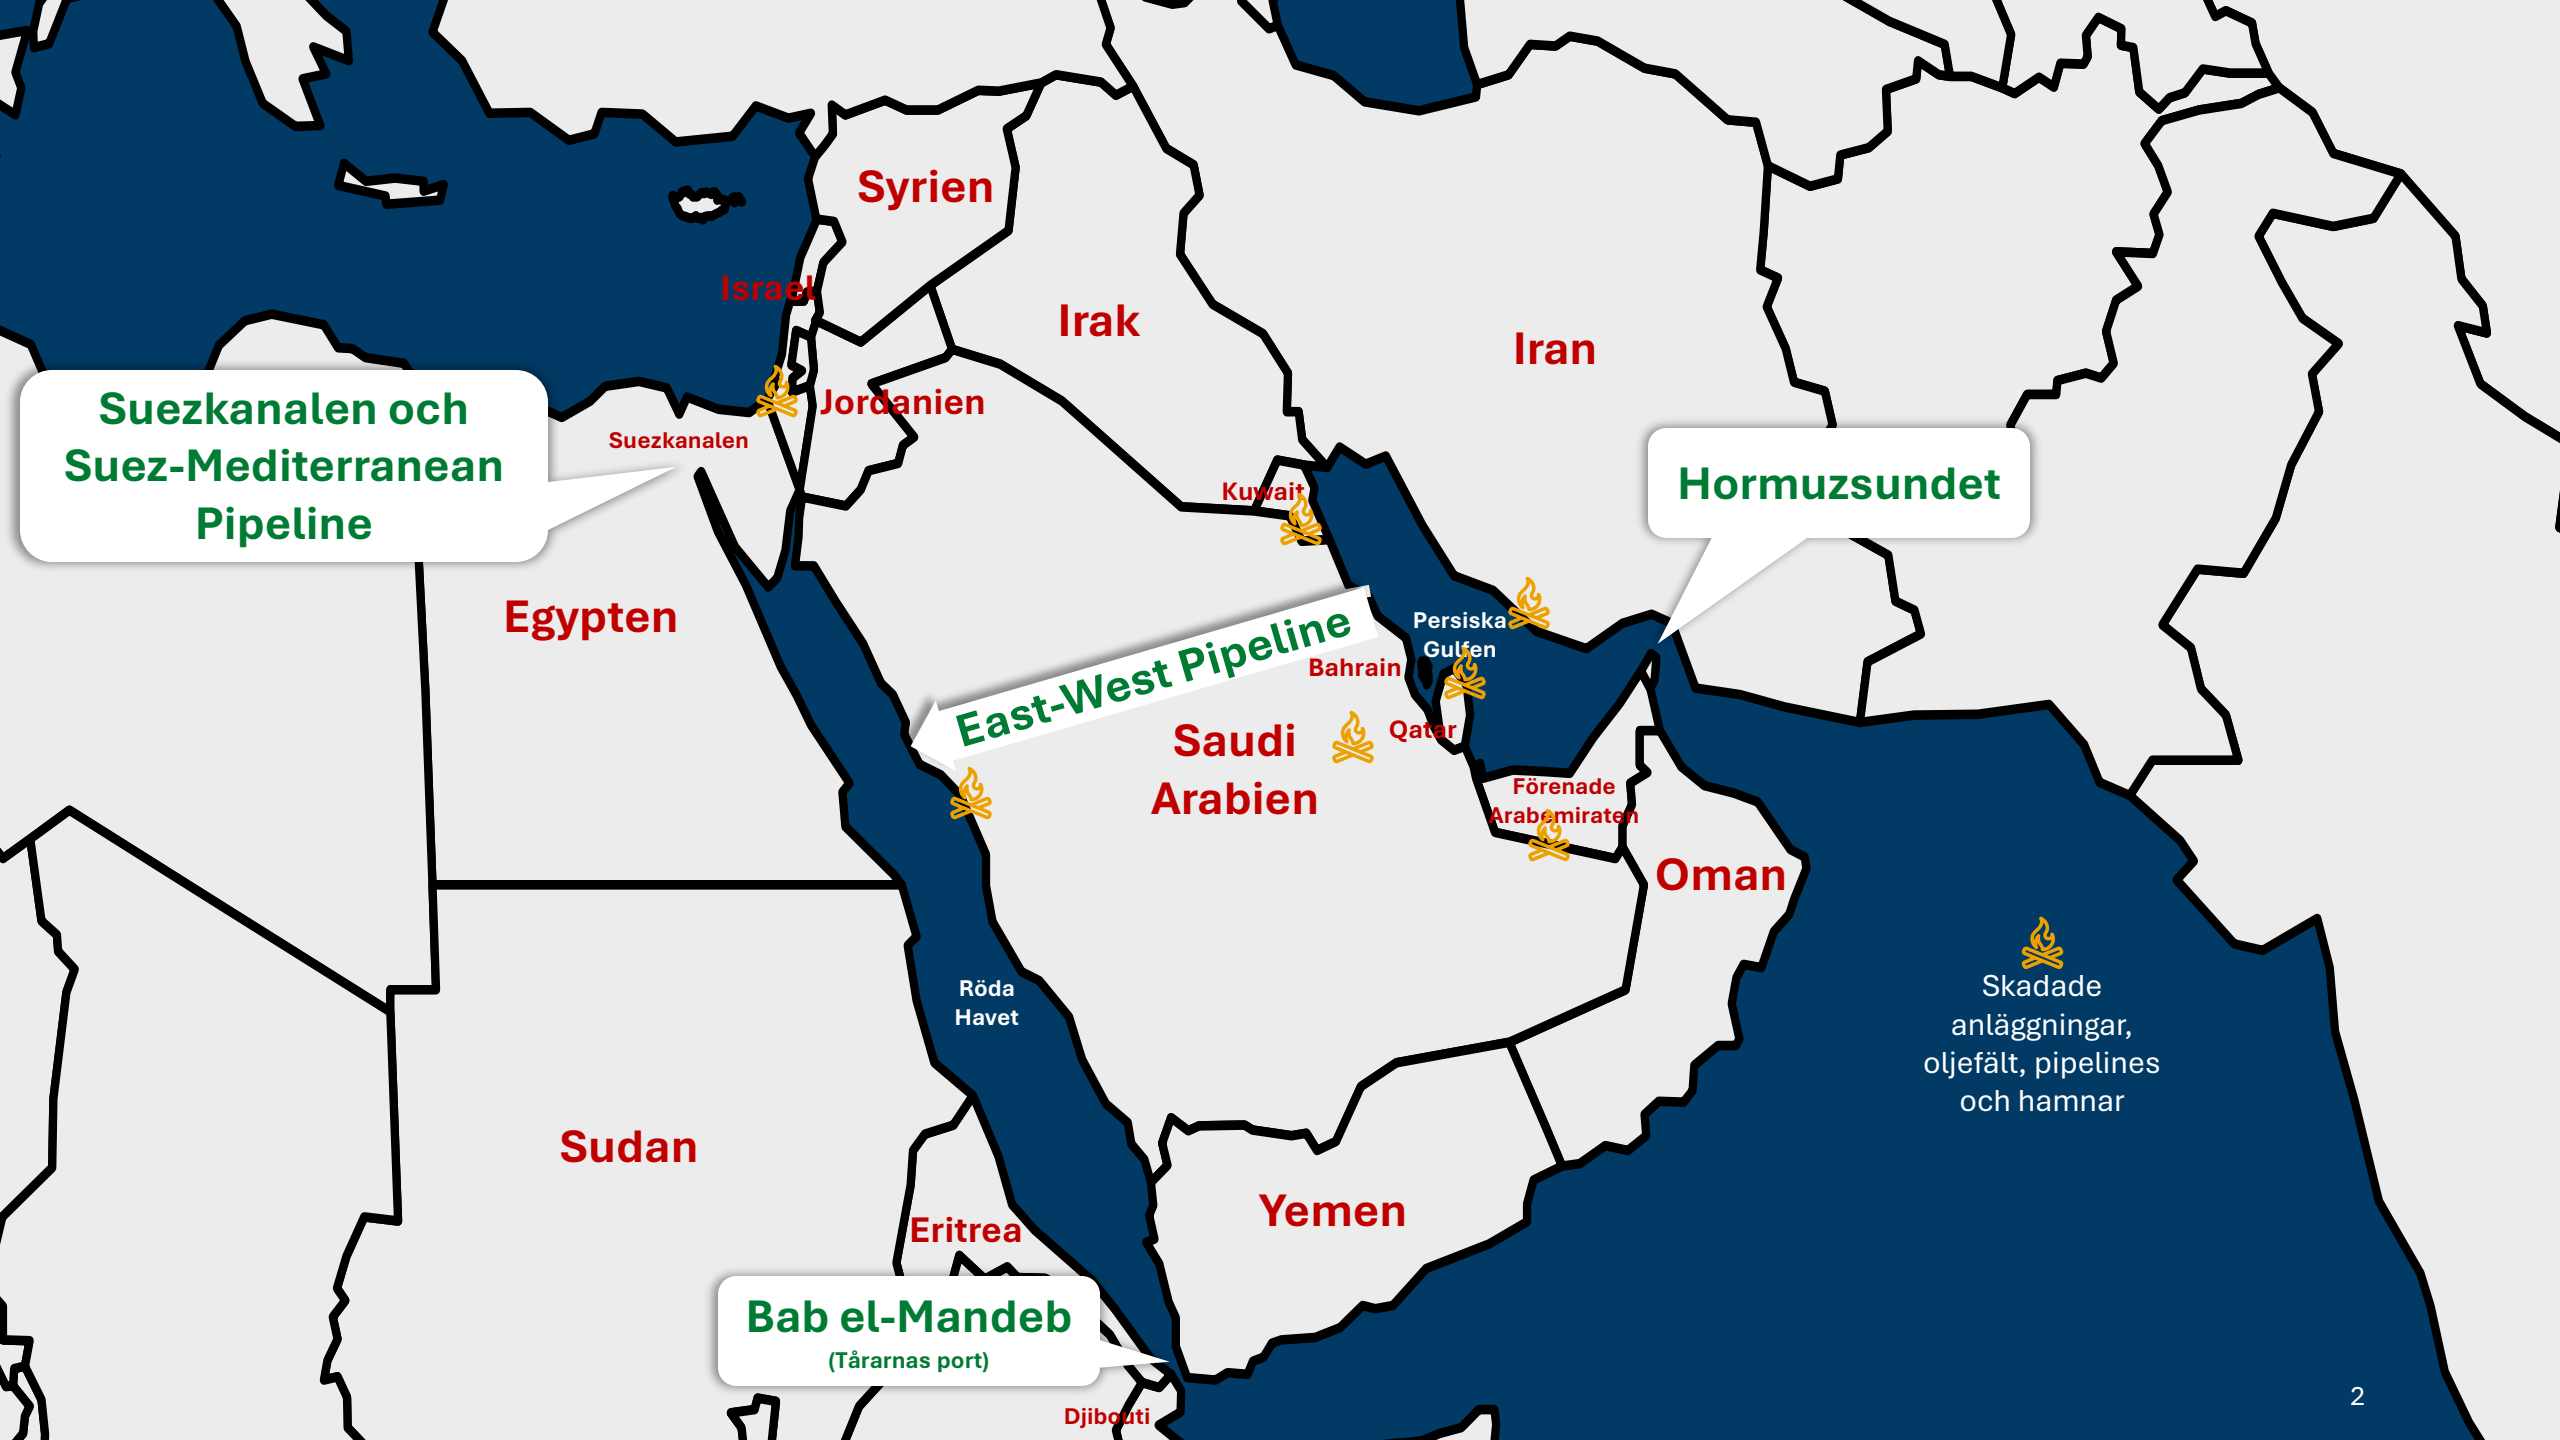 Syrien
Israel
Irak
Iran
Jordanien
Suezkanalen och
Suez-Mediterranean
Pipeline
Suezkanalen
Kuwait
Hormuzsundet
Egypten
East-West Pipeline
Persiska
Gulfen
Bahrain
Qatar
Saudi
Arabien
Förenade
Arabemiraten
Oman
Röda
Havet
Skadade
anläggningar,
oljefält, pipelines
och hamnar
Sudan
Yemen
Eritrea
Bab el-Mandeb
(Tårarnas port)
Djibouti
2